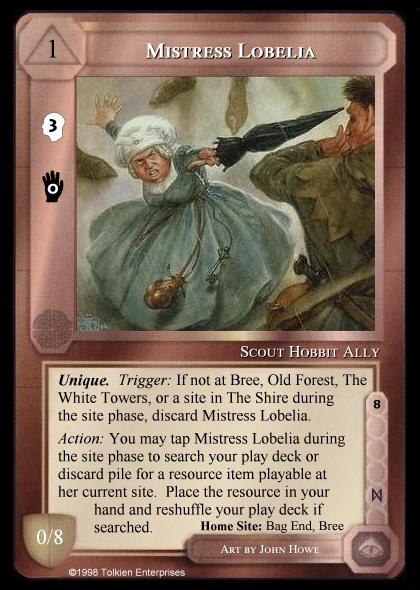 1
Mistress Lobelia
3
0
Scout Hobbit Ally
Unique. Trigger: If not at Bree, Old Forest, The
White Towers, or a site in The Shire during
the site phase, discard Mistress Lobelia.
Action: You may tap Mistress Lobelia during
the site phase to search your play deck or
discard pile for a resource item playable at
her current site. Place the resource in your
hand and reshuffle your play deck if
searched.
Home Site: Bag End, Bree
8
0/8
Art by John Howe
©1998 Tolkien Enterprises